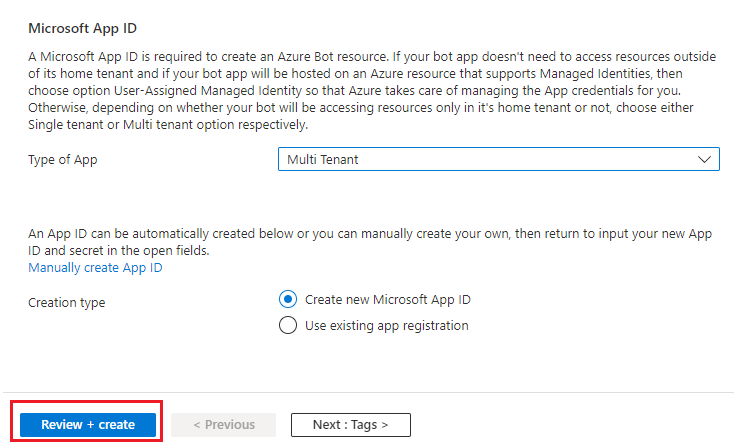 Microsoft App ID
A Microsoft App ID is required to create an Azure Bot resource. If your bot app doesn't need to access resources outside
of its home tenant and if your bot app will be hosted on an Azure resource that supports Managed Identities, then
choose option User-Assigned Managed Identity so that Azure takes care of managing the App credentials for you.
Otherwise, depending on whether your bot will be accessing resources only in it's home tenant or not, choose either
Single tenant or Multi tenant option respectively.
Type of App
Multi Tenant
An App ID can be automatically created below or you can manually create your own, then return to input your new App
ID and secret in the open fields.
Manually create App ID
Creation type
Create new Microsoft App ID
Use existing app registration
Review + create
< Previous
Next : Tags >